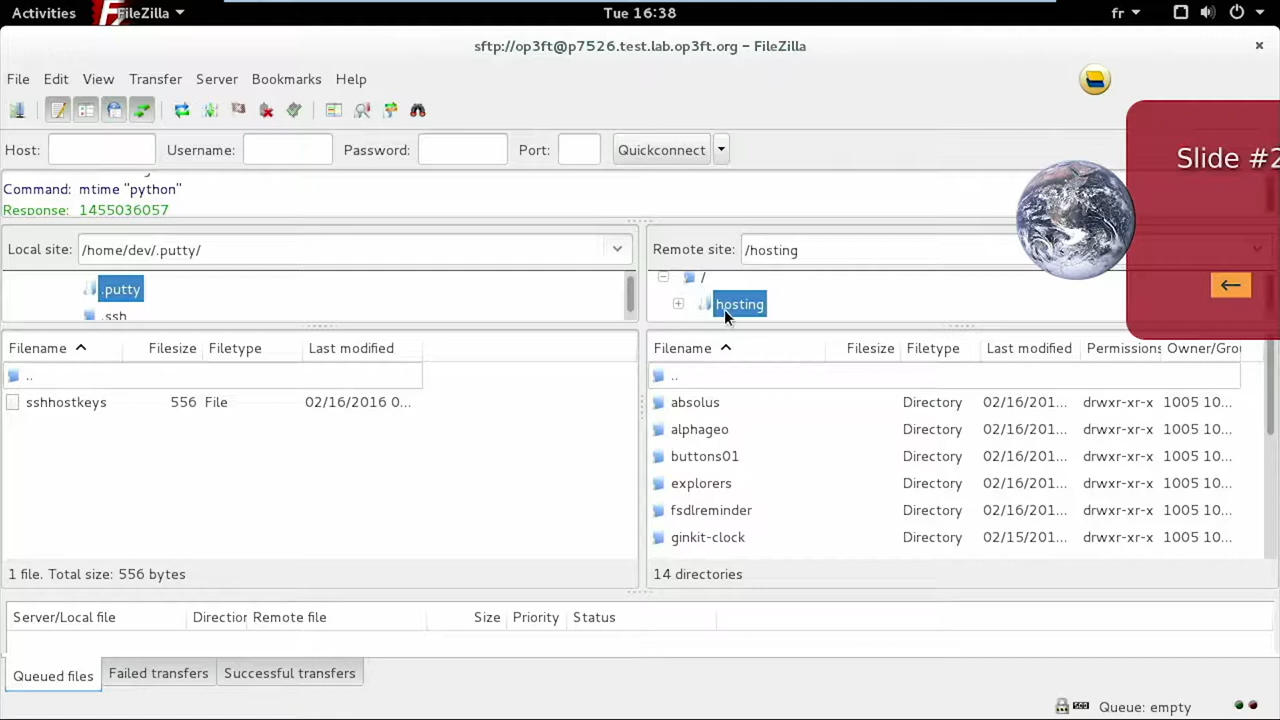 Activities FileZilla Tue 16:38 fr
sftp://op3ft@p7526.test.lab.op3ft.org – FileZilla ×
File Edit View Transfer Server Bookmarks Help
Host: Username: Password: Port: Quickconnect
Slide #2
Command: mtime "python"
Response: 1455036057
Local site: /home/dev/.putty/
Remote site: /hosting
.putty
.ssh
/
hosting
←
Filename Filesize Filetype Last modified
..
sshhostkeys 556 File 02/16/2016 0...
1 file. Total size: 556 bytes
Filename Filesize Filetype Last modified Permissions Owner/Grou
..
absolus Directory 02/16/201... drwxr-xr-x 1005 10...
alphageo Directory 02/16/201... drwxr-xr-x 1005 10...
buttons01 Directory 02/16/201... drwxr-xr-x 1005 10...
explorers Directory 02/16/201... drwxr-xr-x 1005 10...
fsdlreminder Directory 02/16/201... drwxr-xr-x 1005 10...
ginkit-clock Directory 02/15/201... drwxr-xr-x 1005 10...
14 directories
Server/Local file Direction Remote file Size Priority Status
Queued files Failed transfers Successful transfers
Queue: empty